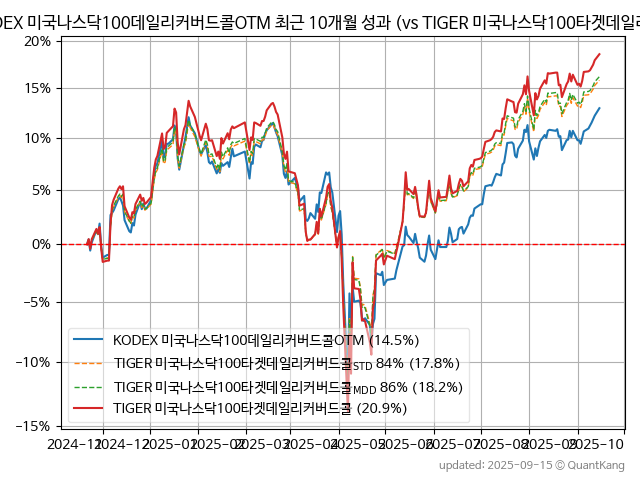 DEX 미국나스닥100데일리커버드콜OTM 최근 10개월 성과 (vs TIGER 미국나스닥100타겟데일리
20%
15%
10%
5%
0%
−5%
−10%
−15%
KODEX 미국나스닥100데일리커버드콜OTM (14.5%)
TIGER 미국나스닥100타겟데일리커버드콜STD 84% (17.8%)
TIGER 미국나스닥100타겟데일리커버드콜MDD 86% (18.2%)
TIGER 미국나스닥100타겟데일리커버드콜 (20.9%)
2024-11 2024-12 2025-01 2025-02 2025-03 2025-04 2025-05 2025-06 2025-07 2025-08 2025-09 2025-10
updated: 2025-09-15 © QuantKang